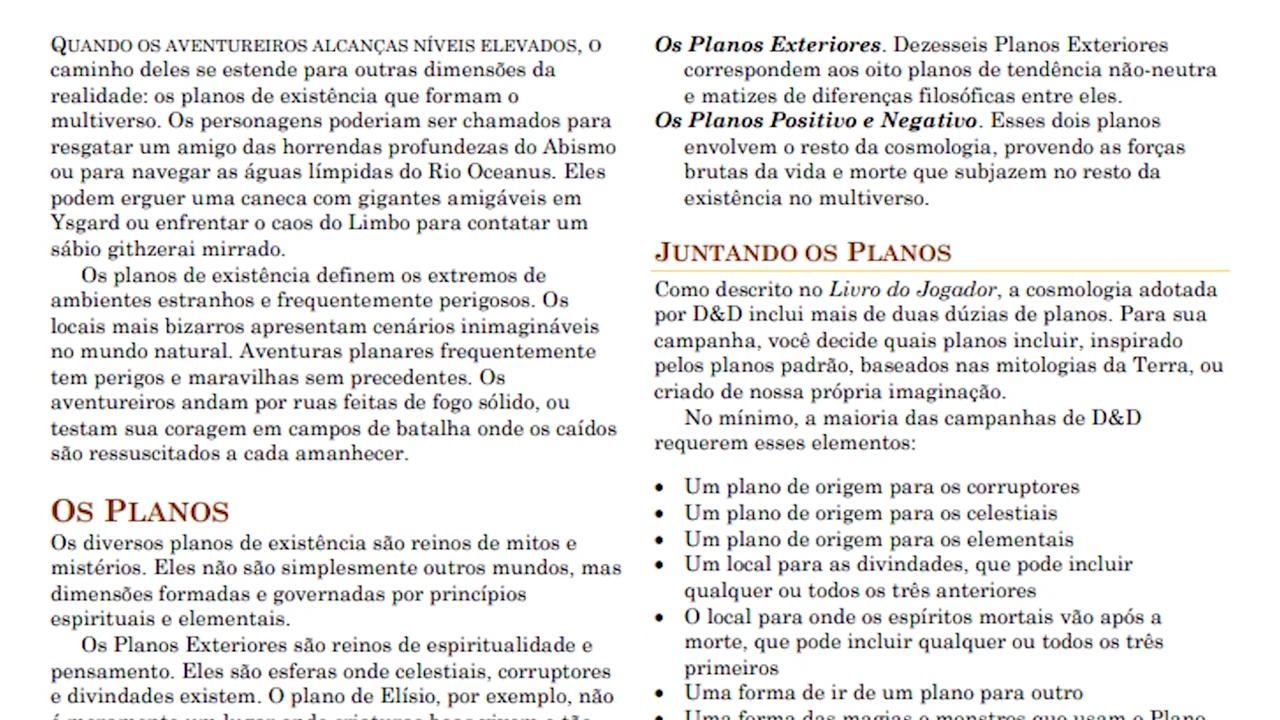 QUANDO OS AVENTUREIROS ALCANÇAS NÍVEIS ELEVADOS, O
caminho deles se estende para outras dimensões da
realidade: os planos de existência que formam o
multiverso. Os personagens poderiam ser chamados para
resgatar um amigo das horrendas profundezas do Abismo
ou para navegar as águas límpidas do Rio Oceanus. Eles
podem erguer uma caneca com gigantes amigáveis em
Ysgard ou enfrentar o caos do Limbo para contatar um
sábio githzerai mirrado.
Os planos de existência definem os extremos de
ambientes estranhos e frequentemente perigosos. Os
locais mais bizarros apresentam cenários inimagináveis
no mundo natural. Aventuras planares frequentemente
tem perigos e maravilhas sem precedentes. Os
aventureiros andam por ruas feitas de fogo sólido, ou
testam sua coragem em campos de batalha onde os caídos
são ressuscitados a cada amanhecer.
OS PLANOS
Os diversos planos de existência são reinos de mitos e
mistérios. Eles não são simplesmente outros mundos, mas
dimensões formadas e governadas por princípios
espirituais e elementais.
Os Planos Exteriores são reinos de espiritualidade e
pensamento. Eles são esferas onde celestiais, corruptores
e divindades existem. O plano de Elísio, por exemplo, não
Os Planos Exteriores. Dezesseis Planos Exteriores
correspondem aos oito planos de tendência não-neutra
e matizes de diferenças filosóficas entre eles.
Os Planos Positivo e Negativo. Esses dois planos
envolvem o resto da cosmologia, provendo as forças
brutas da vida e morte que subjazem no resto da
existência no multiverso.
JUNTANDO OS PLANOS
Como descrito no Livro do Jogador, a cosmologia adotada
por D&D inclui mais de duas dúzias de planos. Para sua
campanha, você decide quais planos incluir, inspirado
pelos planos padrão, baseados nas mitologias da Terra, ou
criado de nossa própria imaginação.
No mínimo, a maioria das campanhas de D&D
requerem esses elementos:
• Um plano de origem para os corruptores
• Um plano de origem para os celestiais
• Um plano de origem para os elementais
• Um local para as divindades, que pode incluir
qualquer ou todos os três anteriores
• O local para onde os espíritos mortais vão após a
morte, que pode incluir qualquer ou todos os três
primeiros
• Uma forma de ir de um plano para outro
• Uma forma das magias e monstros que usam o Plano